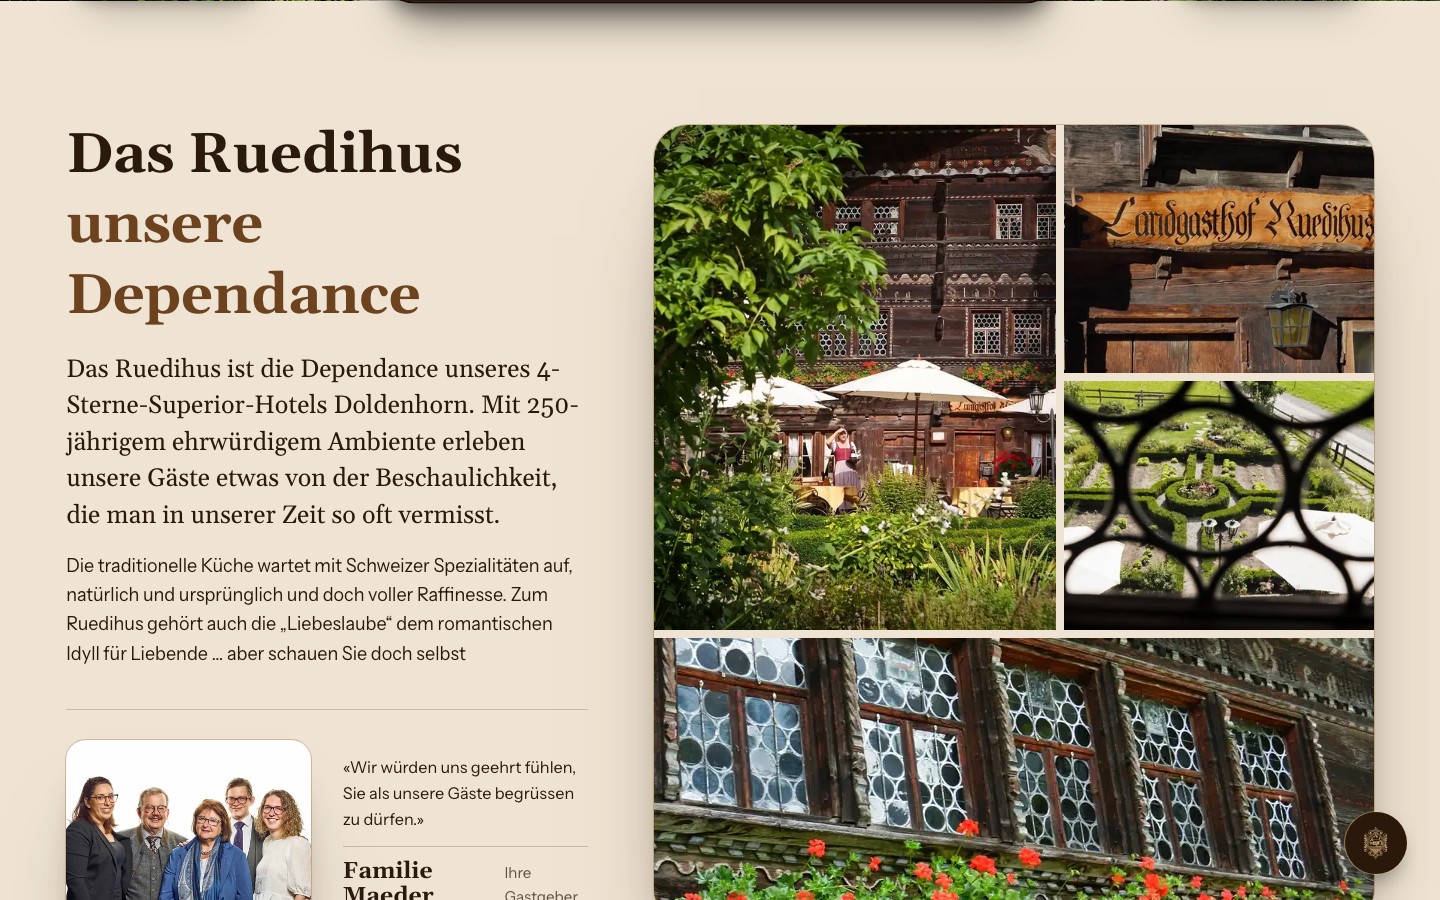 Das Ruedihus
unsere
Dependance
Das Ruedihus ist die Dependance unseres 4-
Sterne-Superior-Hotels Doldenhorn. Mit 250-
jährigem ehrwürdigem Ambiente erleben
unsere Gäste etwas von der Beschaulichkeit,
die man in unserer Zeit so oft vermisst.
Die traditionelle Küche wartet mit Schweizer Spezialitäten auf,
natürlich und ursprünglich und doch voller Raffinesse. Zum
Ruedihus gehört auch die „Liebeslaube“ dem romantischen
Idyll für Liebende ... aber schauen Sie doch selbst
«Wir würden uns geehrt fühlen,
Sie als unsere Gäste begrüssen
zu dürfen.»
Familie
Maeder
Ihre
Gastgeber
Landgasthof Ruedihus